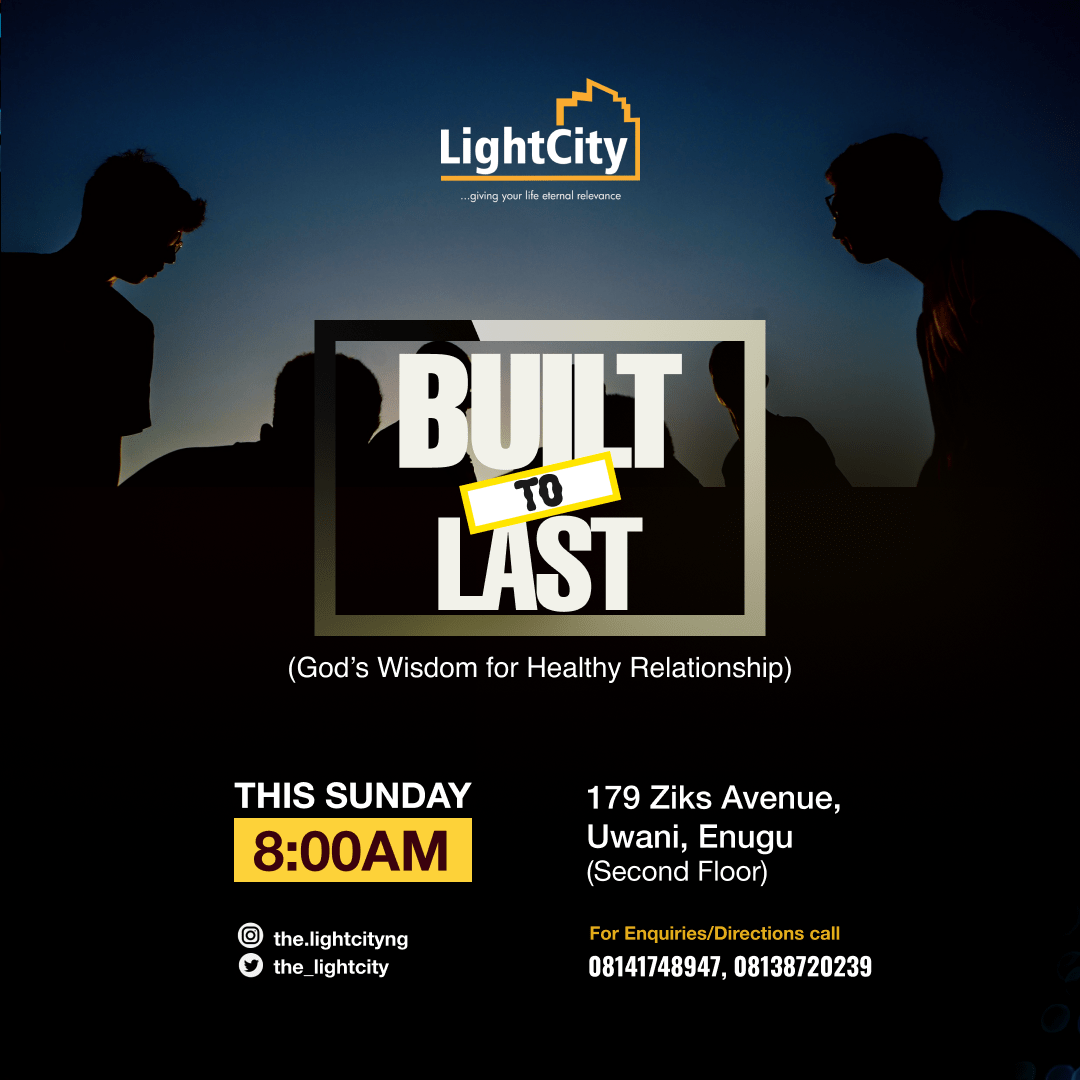 LightCity
...giving your life eternal relevance
BUILT
TO
LAST
(God’s Wisdom for Healthy Relationship)
THIS SUNDAY
8:00AM
179 Ziks Avenue,
Uwani, Enugu
(Second Floor)
the.lightcityng
the_lightcity
For Enquiries/Directions call
08141748947, 08138720239